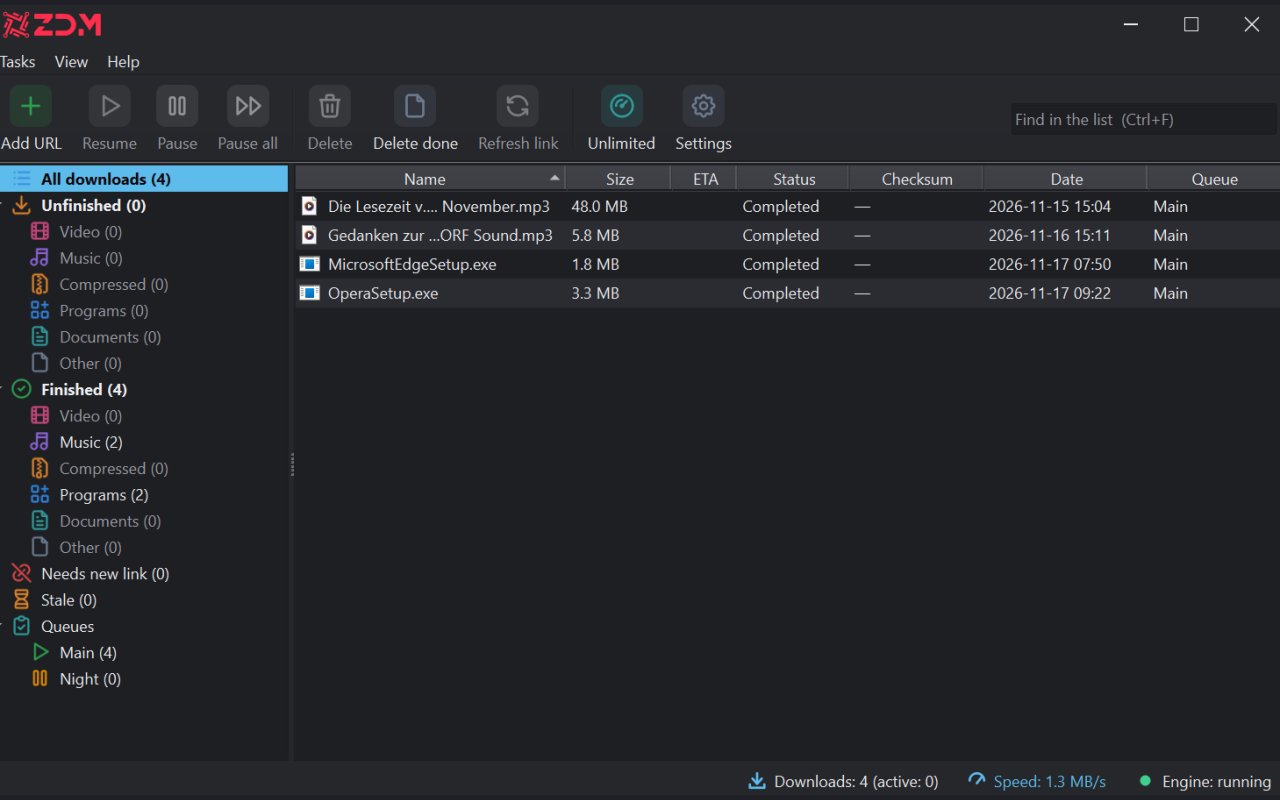 ZDM
Tasks View Help
Add URL Resume Pause Pause all Delete Delete done Refresh link Unlimited Settings
Find in the list (Ctrl+F)
All downloads (4)
Unfinished (0)
Video (0)
Music (0)
Compressed (0)
Programs (0)
Documents (0)
Other (0)
Finished (4)
Video (0)
Music (2)
Compressed (0)
Programs (2)
Documents (0)
Other (0)
Needs new link (0)
Stale (0)
Queues
Main (4)
Night (0)
Name Size ETA Status Checksum Date Queue
Die Lesezeit v.... November.mp3 48.0 MB Completed — 2026-11-15 15:04 Main
Gedanken zur ...ORF Sound.mp3 5.8 MB Completed — 2026-11-16 15:11 Main
MicrosoftEdgeSetup.exe 1.8 MB Completed — 2026-11-17 07:50 Main
OperaSetup.exe 3.3 MB Completed — 2026-11-17 09:22 Main
Downloads: 4 (active: 0) Speed: 1.3 MB/s Engine: running